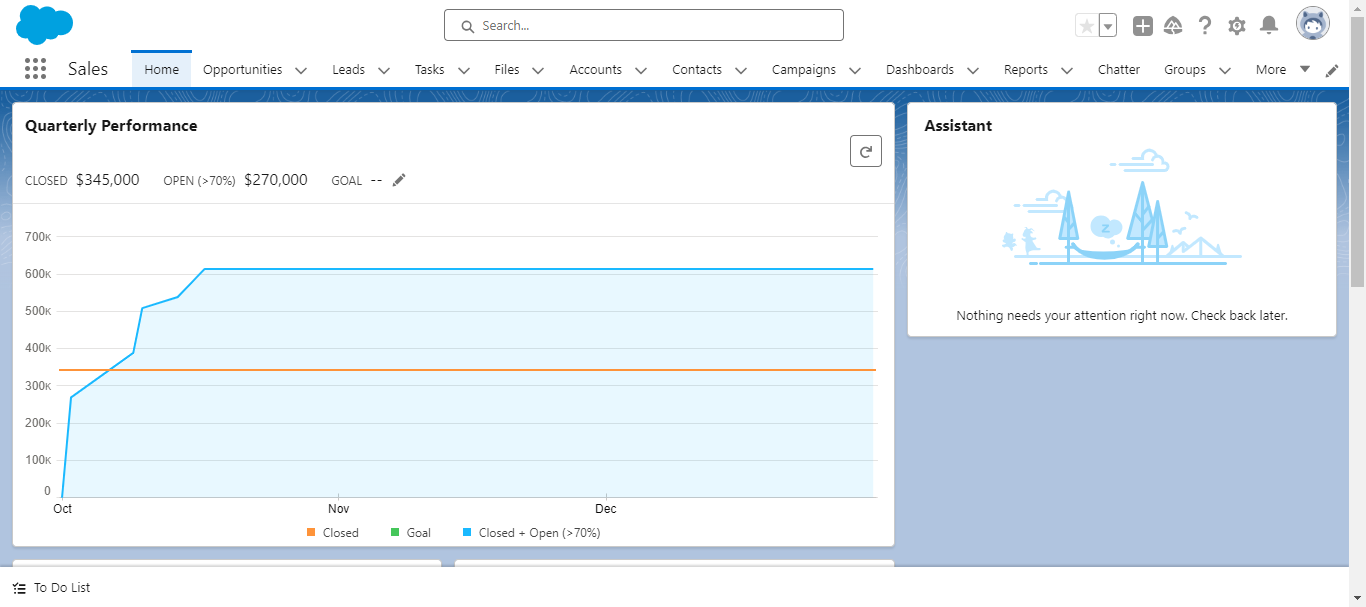 Search...
Sales
Home
Opportunities
Leads
Tasks
Files
Accounts
Contacts
Campaigns
Dashboards
Reports
Chatter
Groups
More
Quarterly Performance
CLOSED $345,000 OPEN (>70%) $270,000 GOAL --
700K
600K
500K
400K
300K
200K
100K
0
Oct Nov Dec
Closed Goal Closed + Open (>70%)
Assistant
z
Nothing needs your attention right now. Check back later.
To Do List